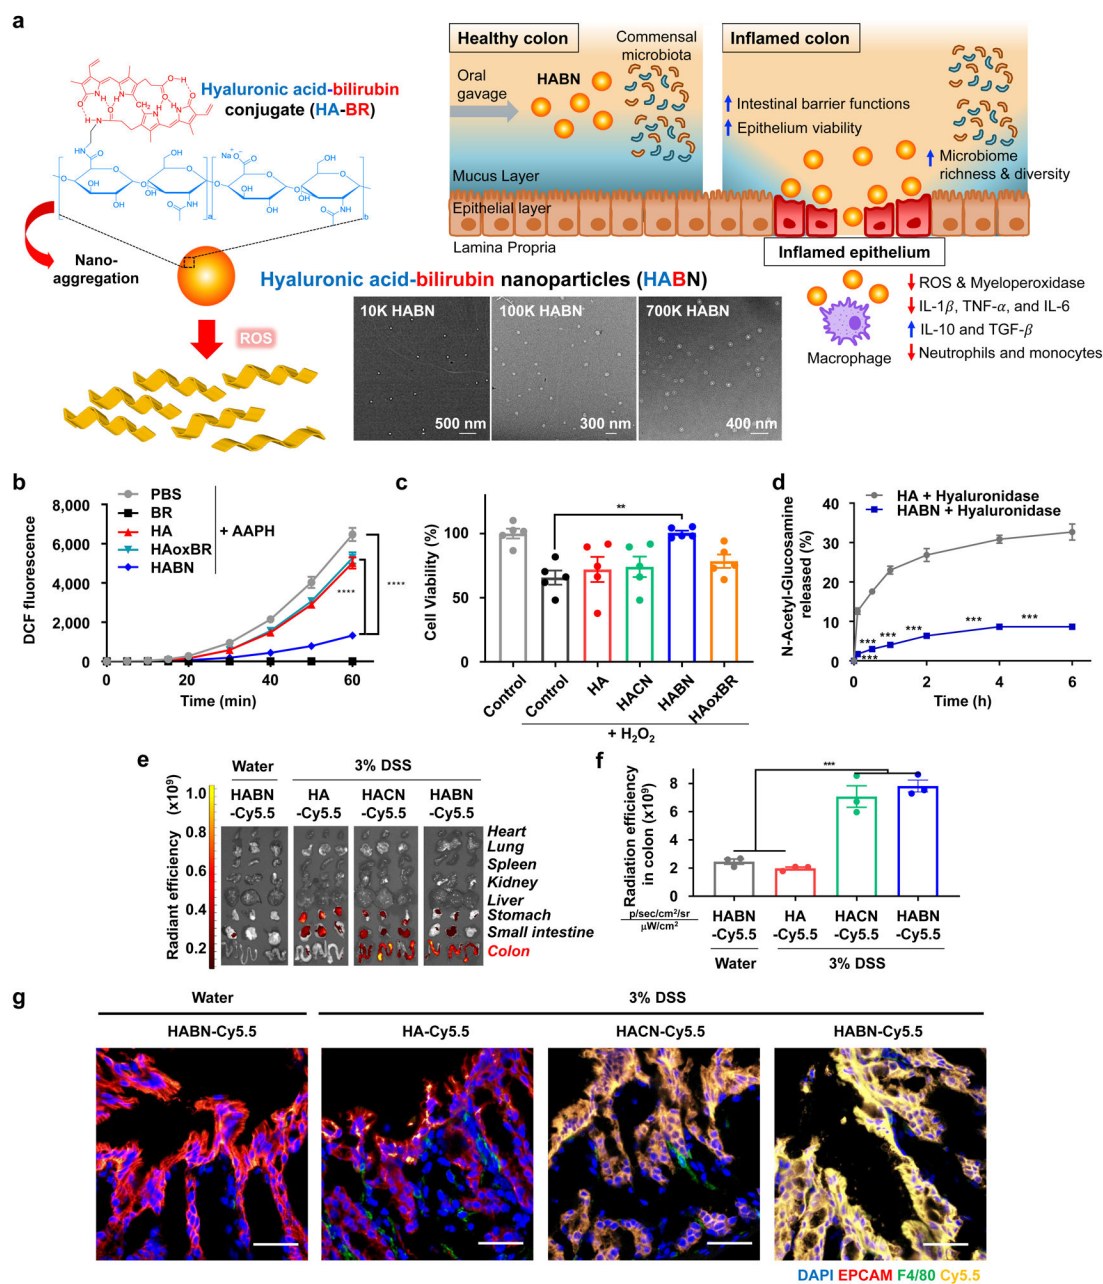 a
Hyaluronic acid-bilirubin
conjugate (HA-BR)
Nano-
aggregation
ROS
Hyaluronic acid-bilirubin nanoparticles (HABN)
10K HABN
500 nm
100K HABN
300 nm
700K HABN
400 nm
Healthy colon
Oral
gavage
HABN
Commensal
microbiota
Mucus Layer
Epithelial layer
Lamina Propria
Inflamed colon
Intestinal barrier functions
Epithelium viability
Microbiome
richness & diversity
Inflamed epithelium
Macrophage
ROS & Myeloperoxidase
IL-1β, TNF-α, and IL-6
IL-10 and TGF-β
Neutrophils and monocytes
b
DCF fluorescence
8,000
6,000
4,000
2,000
0
0 20 40 60
Time (min)
PBS
BR
HA
HAoxBR
HABN
+ AAPH
****
****
c
Cell Viability (%)
100
50
0
**
Control
Control
HA
HACN
HABN
HAoxBR
+ H₂O₂
d
N-Acetyl-Glucosamine
released (%)
40
30
20
10
0
HA + Hyaluronidase
HABN + Hyaluronidase
*** *** *** *** *** ***
0 2 4 6
Time (h)
e
Radiant efficiency (x10⁹)
1.0
0.8
0.6
0.4
0.2
Water
3% DSS
HABN
-Cy5.5
HA
-Cy5.5
HACN
-Cy5.5
HABN
-Cy5.5
Heart
Lung
Spleen
Kidney
Liver
Stomach
Small intestine
Colon
f
Radiation efficiency
in colon (x10⁹)
p/sec/cm²/sr
μW/cm²
8
6
4
2
0
***
HABN
-Cy5.5
HA
-Cy5.5
HACN
-Cy5.5
HABN
-Cy5.5
Water
3% DSS
g
Water
3% DSS
HABN-Cy5.5
HA-Cy5.5
HACN-Cy5.5
HABN-Cy5.5
DAPI EPCAM F4/80 Cy5.5